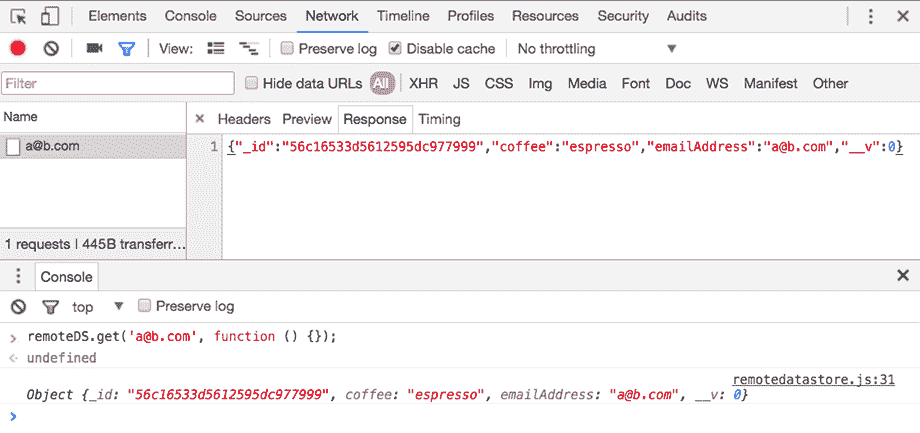 Elements Console Sources Network Timeline Profiles Resources Security Audits
View: Preserve log Disable cache No throttling
Filter Hide data URLs All XHR JS CSS Img Media Font Doc WS Manifest Other
Name Headers Preview Response Timing
a@b.com 1 {"_id":"56c16533d5612595dc977999","coffee":"espresso","emailAddress":"a@b.com","__v":0}
1 requests | 445B transferr...
Console
top Preserve log
remoteDS.get('a@b.com', function () {});
undefined
remotedatastore.js:31
Object {_id: "56c16533d5612595dc977999", coffee: "espresso", emailAddress: "a@b.com", __v: 0}